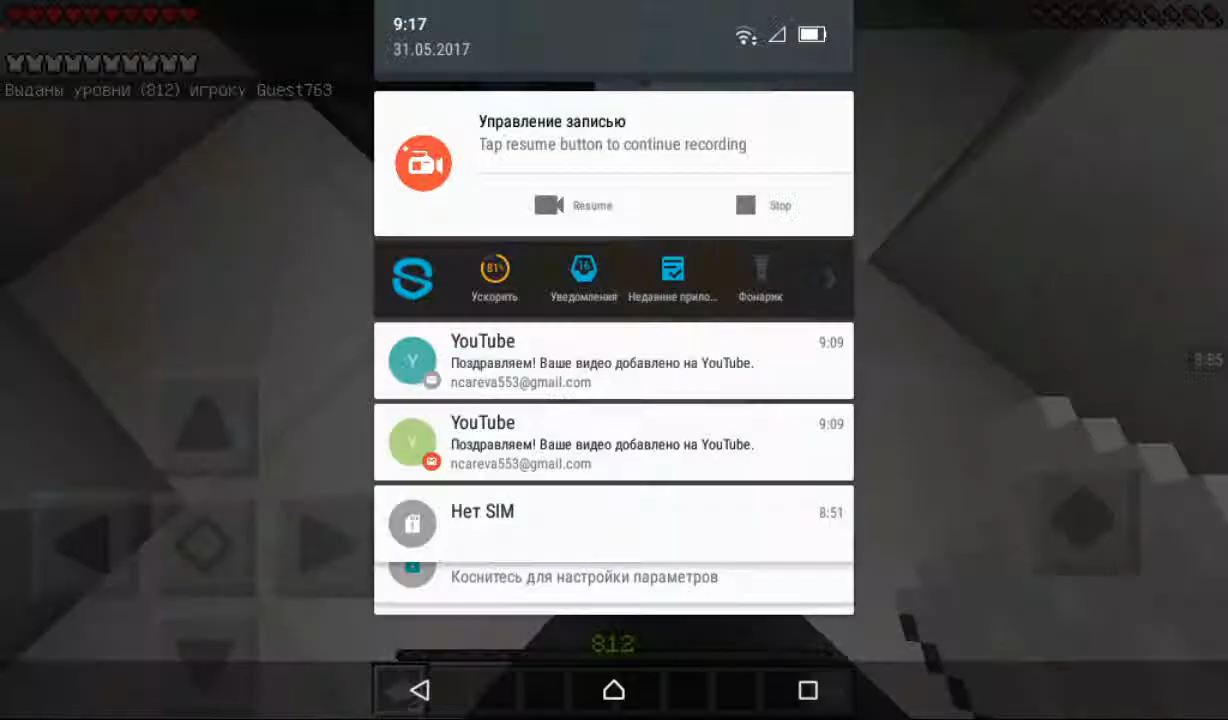 9:17
31.05.2017
Выданы уровни (812) игроку Guest763
Управление записью
Tap resume button to continue recording
Resume
Stop
81%
16
Ускорить
Уведомления
Недавние прило...
Фонарик
YouTube
9:09
Поздравляем! Ваше видео добавлено на YouTube.
ncareva553@gmail.com
Y
YouTube
9:09
Поздравляем! Ваше видео добавлено на YouTube.
ncareva553@gmail.com
Y
Нет SIM
8:51
Коснитесь для настройки параметров
812